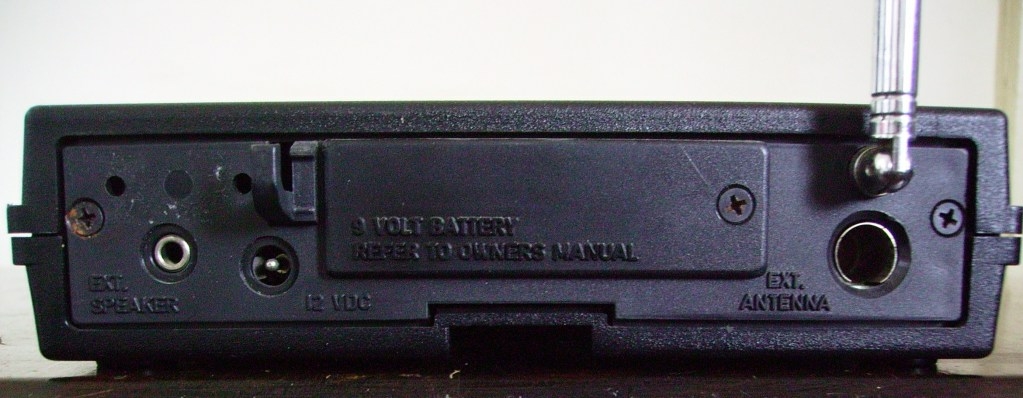 9 VOLT BATTERY
REFER TO OWNERS MANUAL
EXT.
SPEAKER
12 VDC
EXT.
ANTENNA